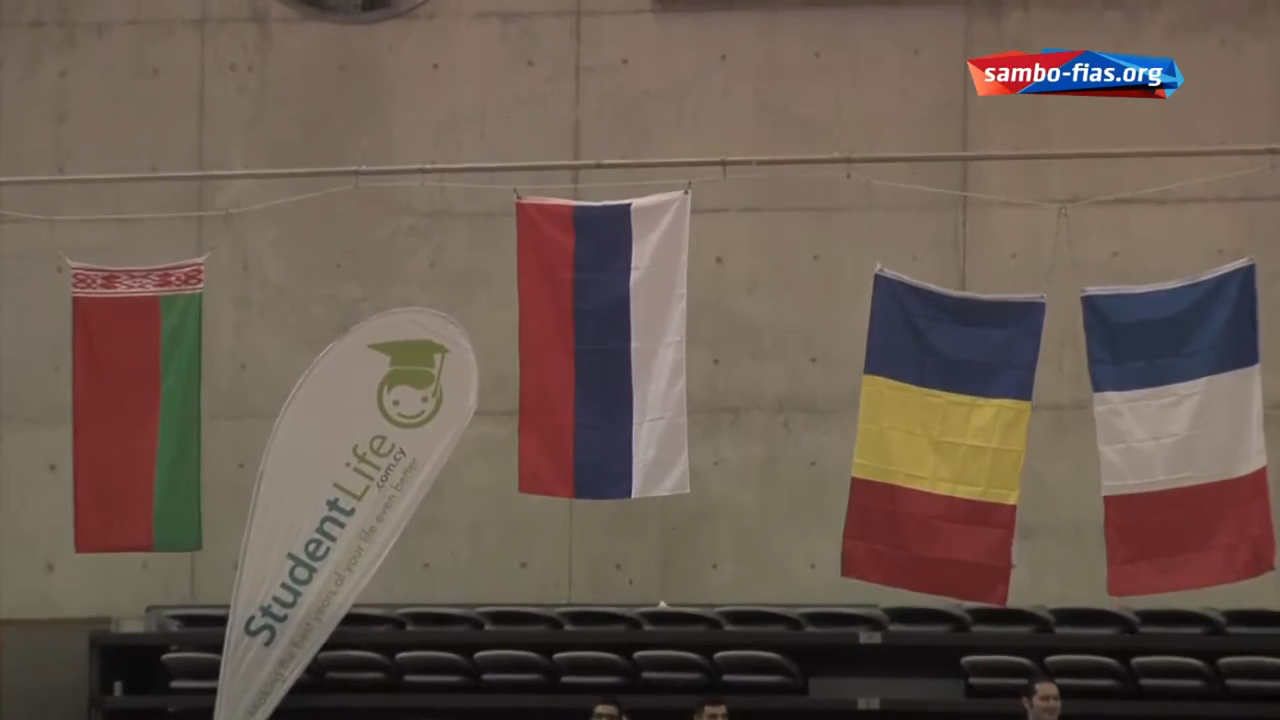 sambo-fias.org
StudentLife
.com.cy
making the best years of your life even better